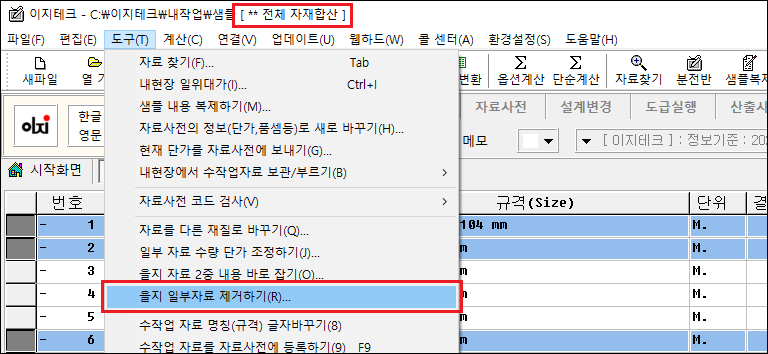 이지테크 - C:\이지테크\내작업\샘플 [ ** 전체 자재합산 ]
파일(F) 편집(E) 도구(T) 계산(C) 연결(V) 업데이트(U) 웹하드(W) 콜 센터(A) 환경설정(S) 도움말(H)
새파일 열 기 변환 옵션계산 단순계산 자료찾기 분전반 샘플복제
자료 찾기(F)... Tab
내현장 일위대가(I)... Ctrl+I
샘플 내용 복제하기(M)...
자료사전의 정보(단가,품셈등)로 새로 바꾸기(H)...
현재 단가를 자료사전에 보내기(G)...
내현장에서 수작업자료 보관/부르기(B)
자료사전 코드 검사(V)
자료를 다른 재질로 바꾸기(Q)...
일부 자료 수량 단가 조정하기(J)...
을지 자료 2중 내용 바로 잡기(O)...
을지 일부자료 제거하기(R)...
수작업 자료 명칭(규격) 글자바꾸기(8)
수작업 자료를 자료사전에 등록하기(9) F9
한글
영문
자료사전 설계변경 도급실행 산출서
메모 [ 이지테크 ] : 정보기준 : 20
시작화면
번호 규격(Size) 단위 결
- 1 104 mm M.
- 2 m M.
- 3 m M.
- 4 m M.
- 5 m M.
- 6 m M.